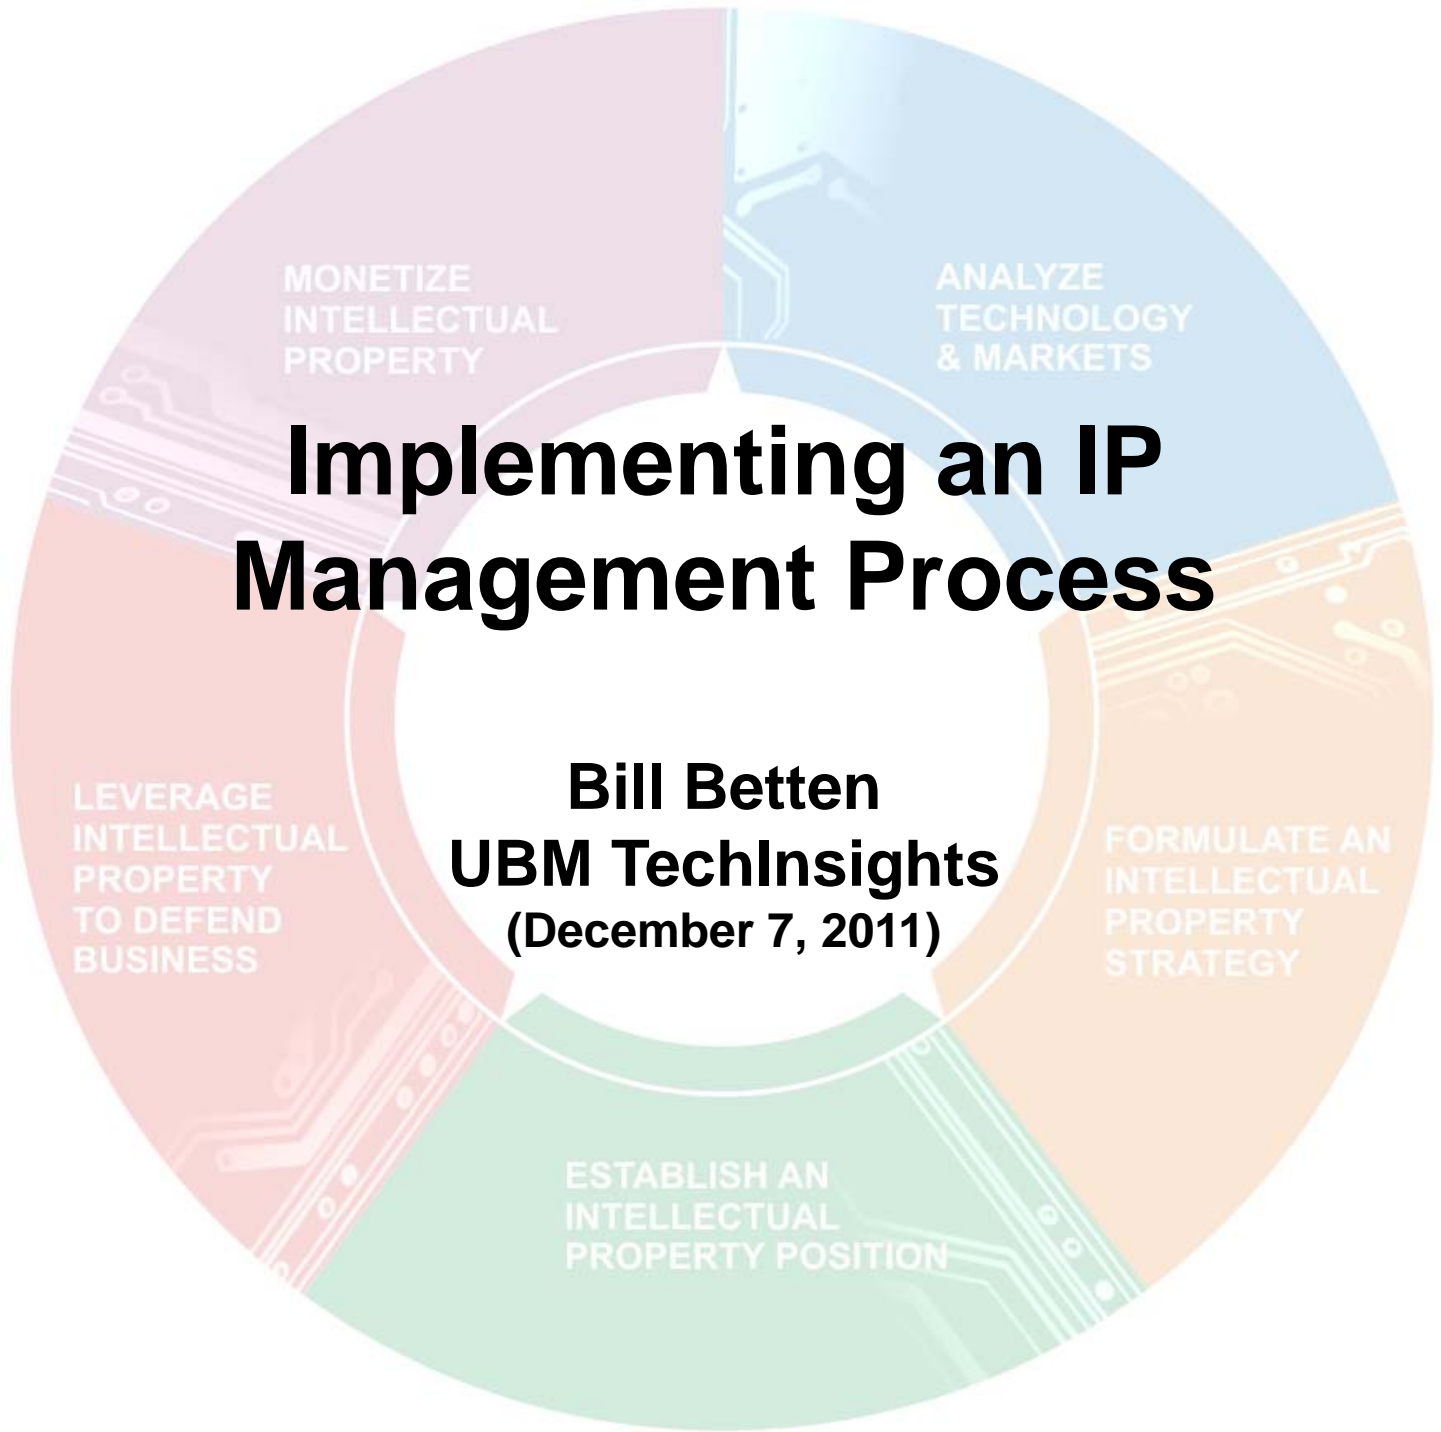 MONETIZE
INTELLECTUAL
PROPERTY
ANALYZE
TECHNOLOGY
& MARKETS
Implementing an IP
Management Process
Bill Betten
UBM TechInsights
(December 7, 2011)
LEVERAGE
INTELLECTUAL
PROPERTY
TO DEFEND
BUSINESS
FORMULATE AN
INTELLECTUAL
PROPERTY
STRATEGY
ESTABLISH AN
INTELLECTUAL
PROPERTY POSITION